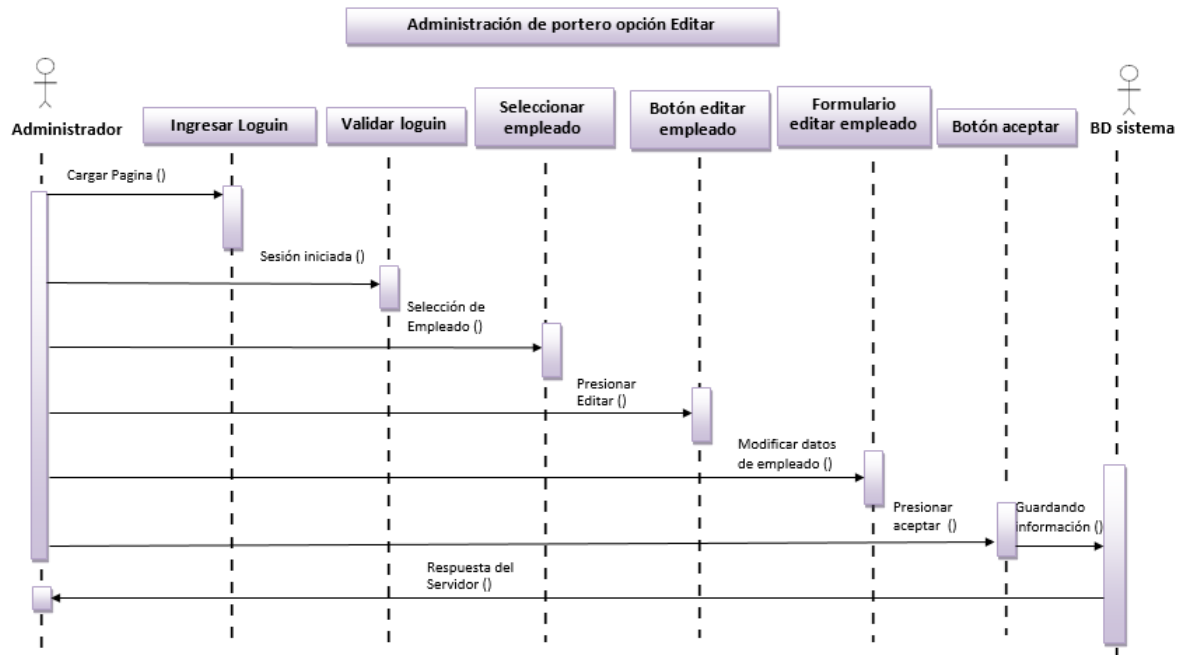 Administración de portero opción Editar
Administrador
Ingresar Loguin
Validar loguin
Seleccionar
empleado
Botón editar
empleado
Formulario
editar empleado
Botón aceptar
BD sistema
Cargar Pagina ()
Sesión iniciada ()
Selección de
Empleado ()
Presionar
Editar ()
Modificar datos
de empleado ()
Presionar
aceptar ()
Guardando
información ()
Respuesta del
Servidor ()